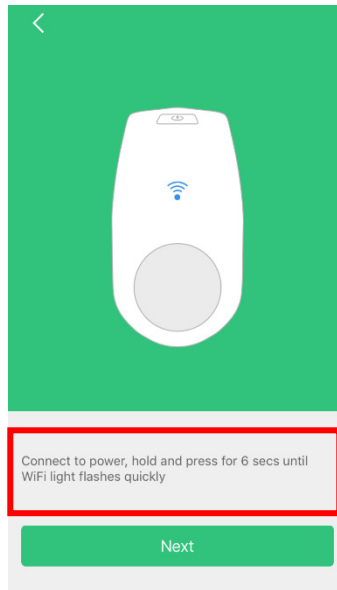 Connect to power, hold and press for 6 secs until
WiFi light flashes quickly
Next